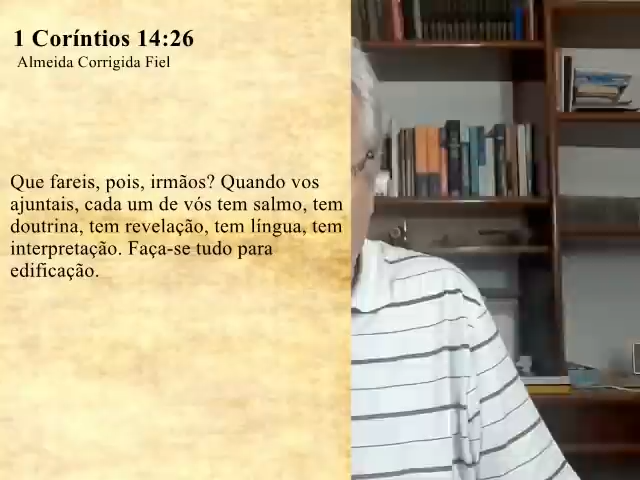 1 Coríntios 14:26
Almeida Corrigida Fiel
Que fareis, pois, irmãos? Quando vos
ajuntais, cada um de vós tem salmo, tem
doutrina, tem revelação, tem língua, tem
interpretação. Faça-se tudo para
edificação.